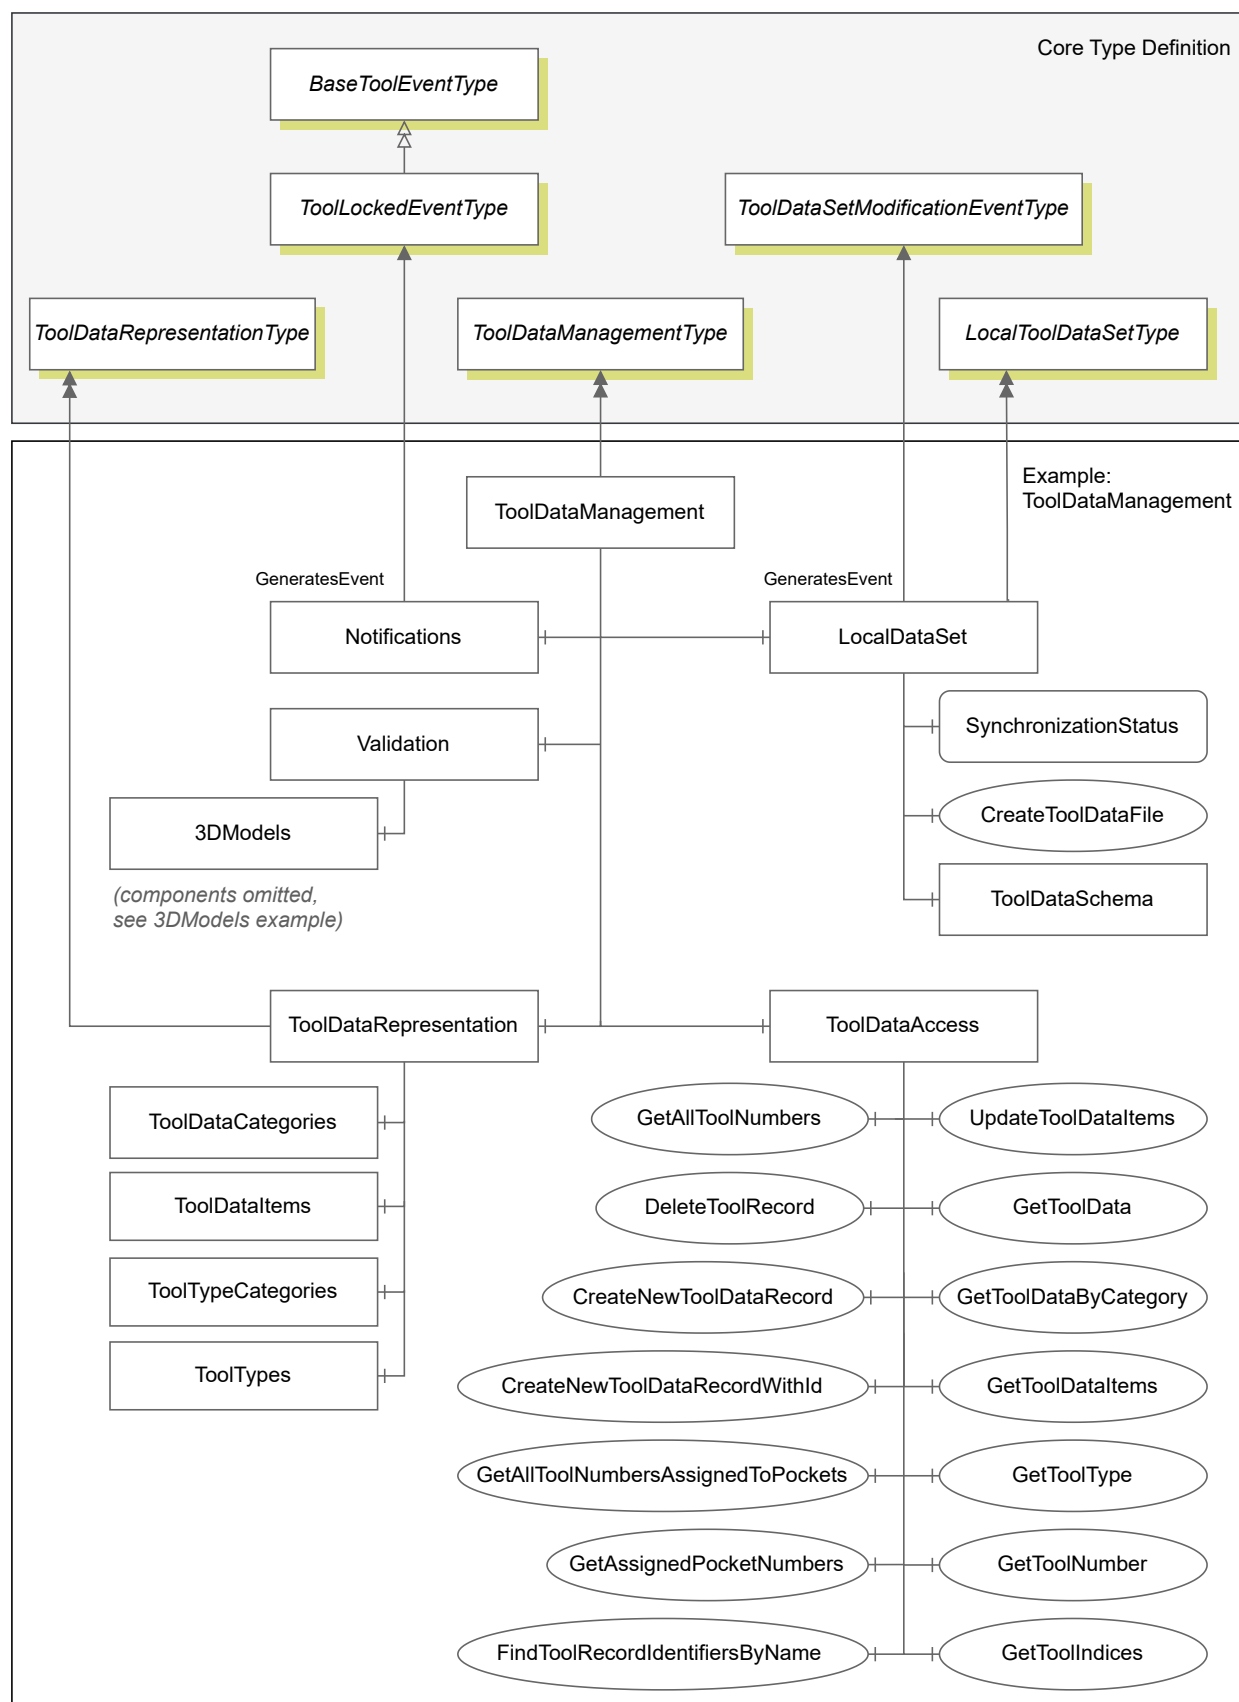 Core Type Definition
BaseToolEventType
ToolLockedEventType
ToolDataSetModificationEventType
ToolDataRepresentationType
ToolDataManagementType
LocalToolDataSetType
Example:
ToolDataManagement
ToolDataManagement
GeneratesEvent
GeneratesEvent
Notifications
LocalDataSet
SynchronizationStatus
Validation
CreateToolDataFile
3DModels
(components omitted,
see 3DModels example)
ToolDataSchema
ToolDataRepresentation
ToolDataAccess
ToolDataCategories
GetAllToolNumbers
UpdateToolDataItems
ToolDataItems
DeleteToolRecord
GetToolData
ToolTypeCategories
CreateNewToolDataRecord
GetToolDataByCategory
ToolTypes
CreateNewToolDataRecordWithId
GetToolDataItems
GetAllToolNumbersAssignedToPockets
GetToolType
GetAssignedPocketNumbers
GetToolNumber
FindToolRecordIdentifiersByName
GetToolIndices